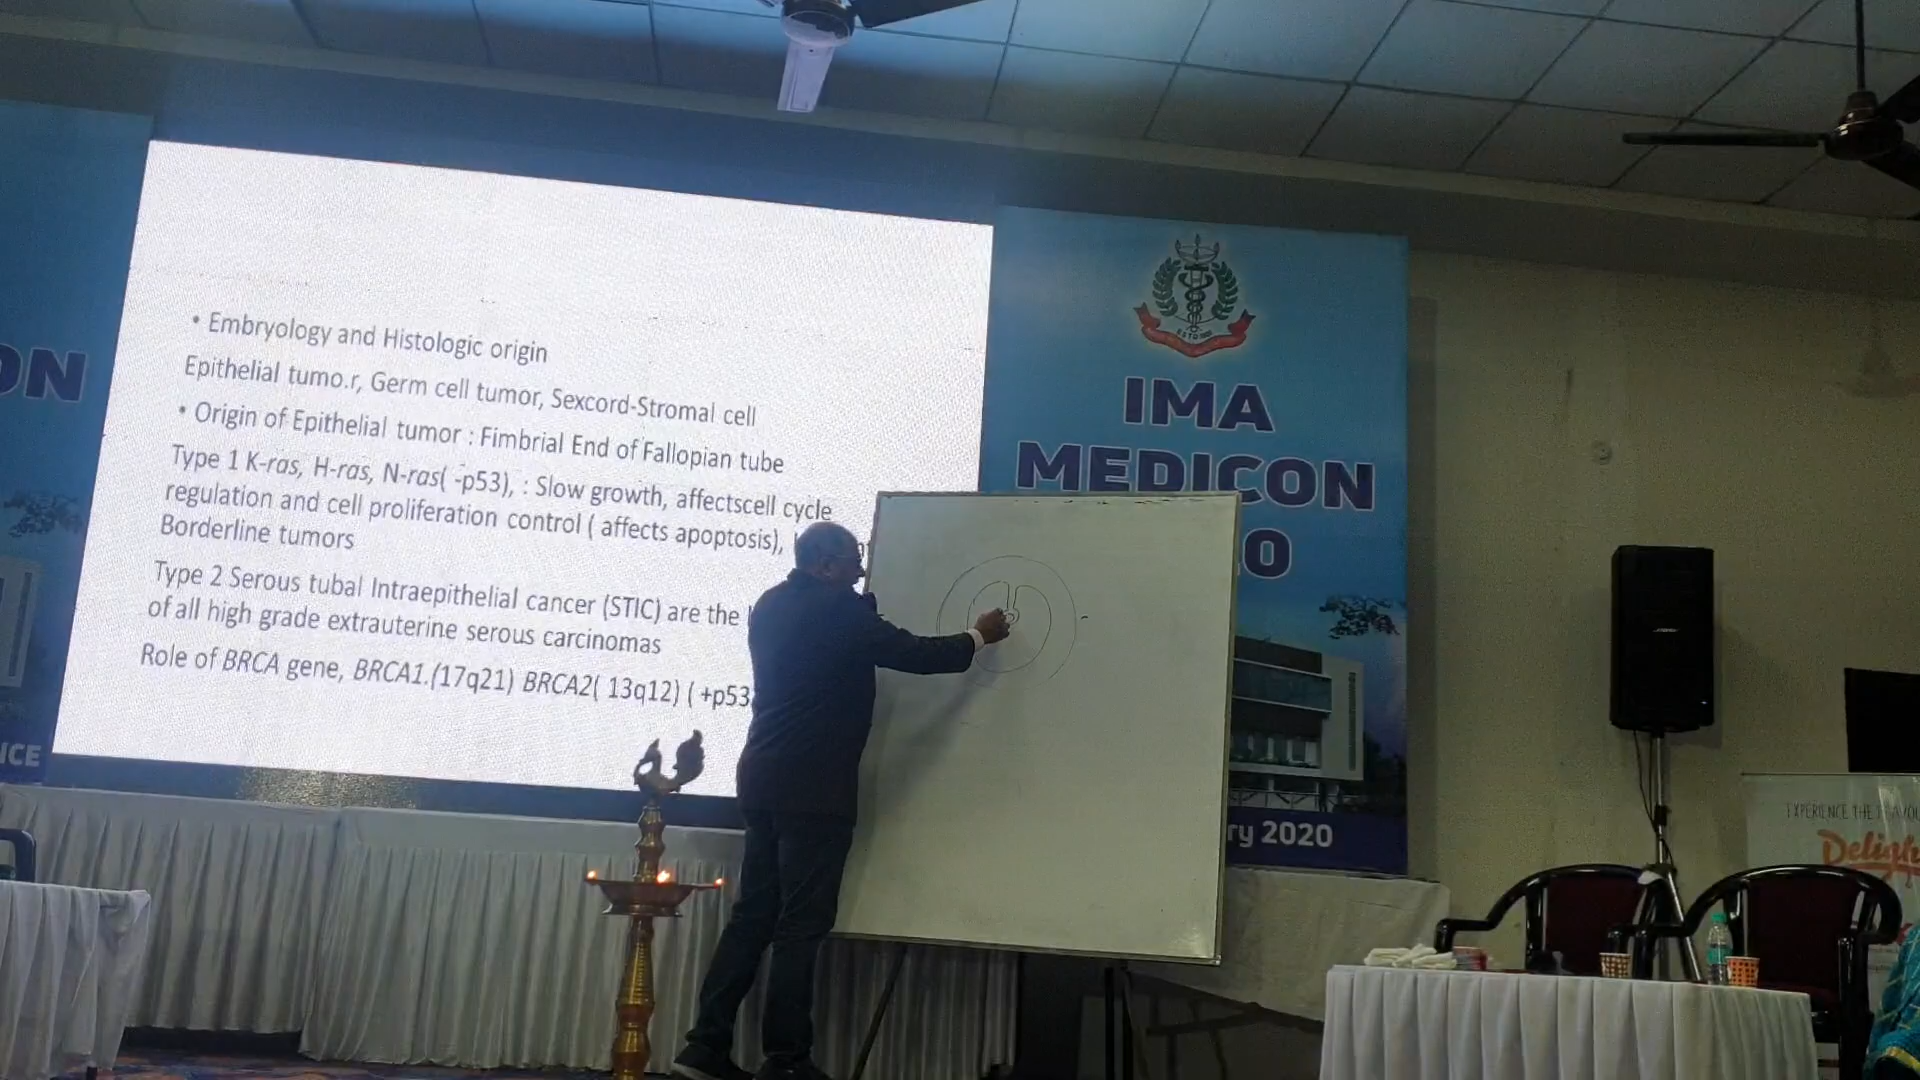 • Embryology and Histologic origin
Epithelial tumo.r, Germ cell tumor, Sexcord-Stromal cell
• Origin of Epithelial tumor : Fimbrial End of Fallopian tube
Type 1 K-ras, H-ras, N-ras( -p53), : Slow growth, affectscell cycle
regulation and cell proliferation control ( affects apoptosis),
Borderline tumors
Type 2 Serous tubal Intraepithelial cancer (STIC) are the
of all high grade extrauterine serous carcinomas
Role of BRCA gene, BRCA1.(17q21) BRCA2( 13q12) ( +p53
ON
ICE
IMA
MEDICON
0
ry 2020
EXPERIENCE THE